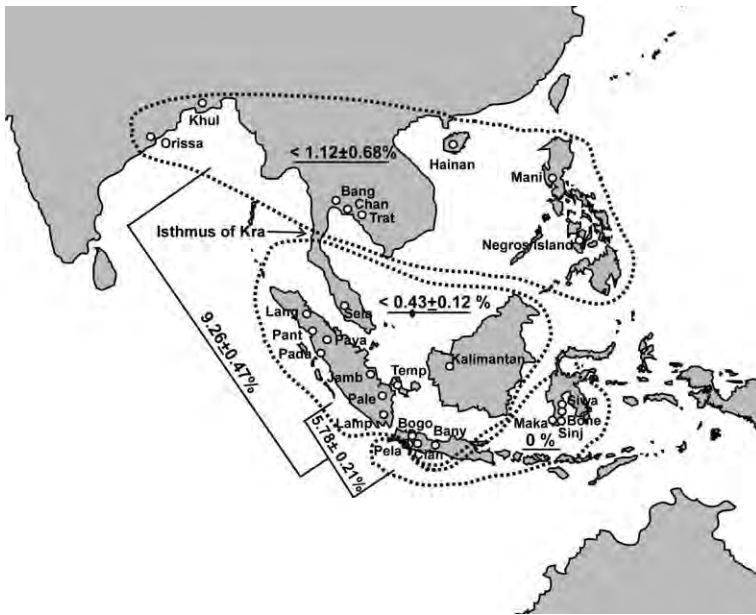 Khul
Orissa
< 1.12±0.68%
Hainan
Mani
Bang
Chan
Trat
Isthmus of Kra
Negros Island
< 0.43±0.12 %
Lang
Sela
Pant
Paya
Pada
Kalimantan
Jamb
Temp
Pale
Siwa
Lamp
Bogo
Bany
Maka
Bone
Sinj
Pela
Cian
0 %
9.26±0.47%
5.78± 0.21%